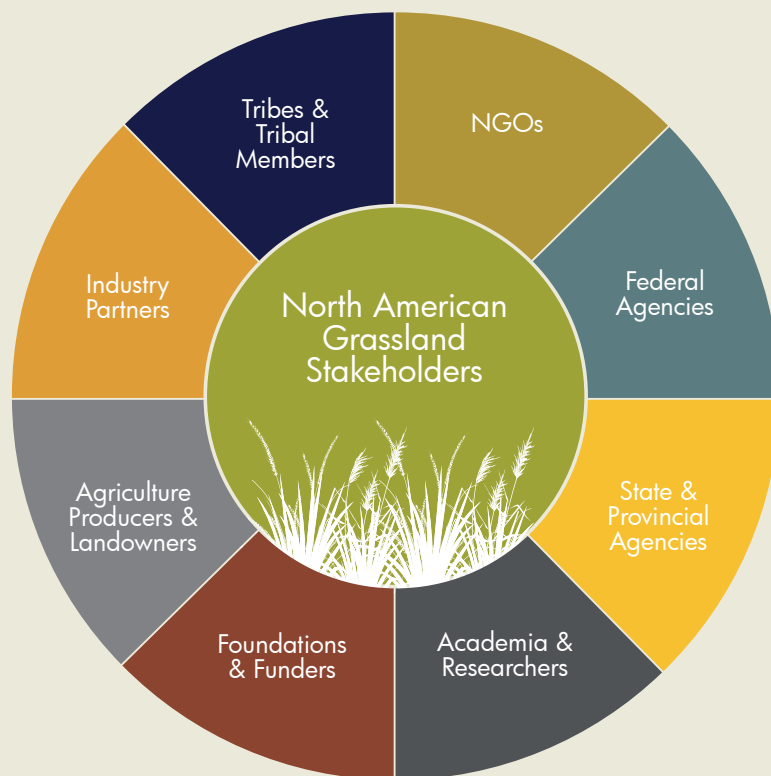 Tribes &
Tribal
Members
NGOs
Federal
Agencies
State &
Provincial
Agencies
Academia &
Researchers
Foundations
& Funders
Agriculture
Producers &
Landowners
Industry
Partners
North American
Grassland
Stakeholders